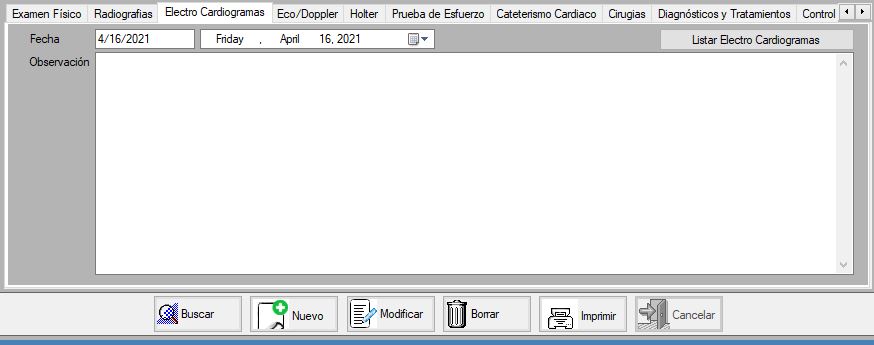 Examen Físico Radiografias Electro Cardiogramas Eco/Doppler Holter Prueba de Esfuerzo Cateterismo Cardiaco Cirugias Diagnósticos y Tratamientos Control
Fecha 4/16/2021 Friday , April 16, 2021 Listar Electro Cardiogramas
Observación
Buscar Nuevo Modificar Borrar Imprimir Cancelar